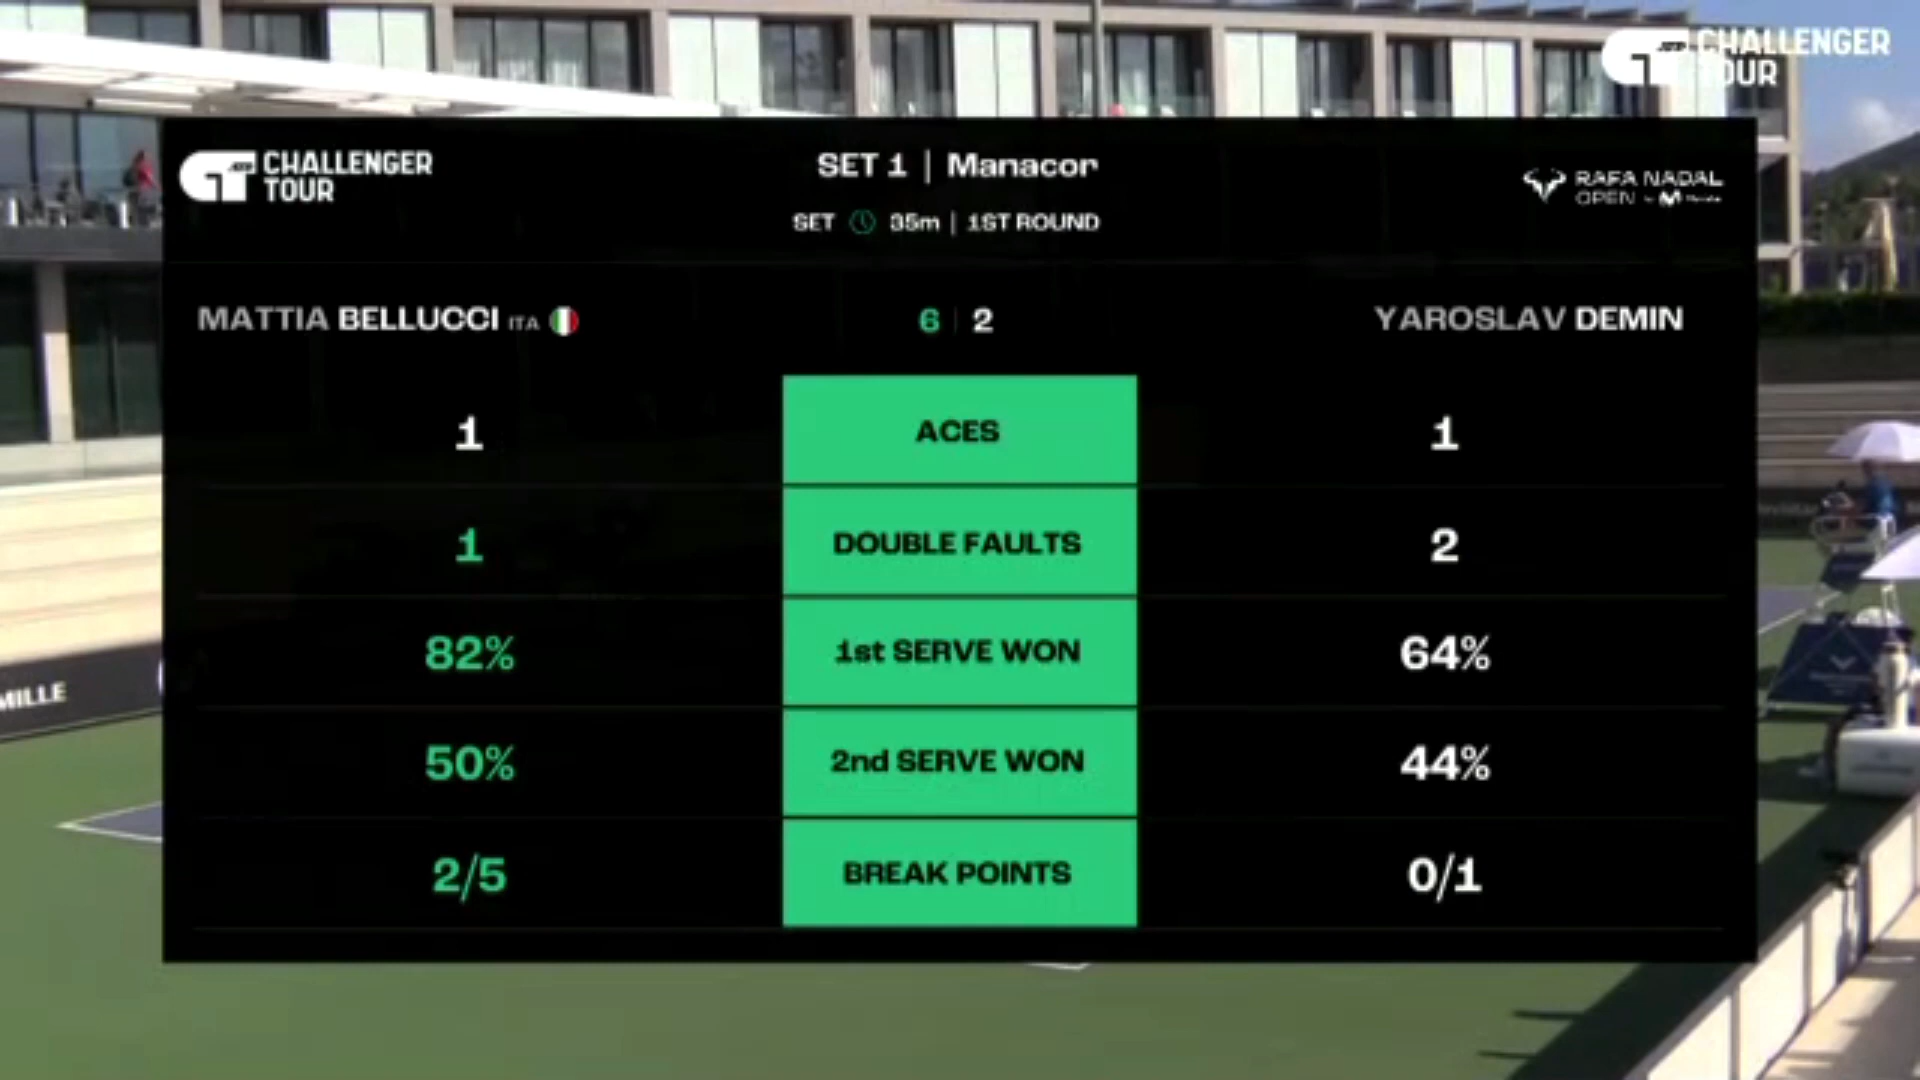 CHALLENGER
TOUR
CHALLENGER
TOUR
SET 1 | Manacor
SET 35m | 1ST ROUND
RAFA NADAL
OPEN
MATTIA BELLUCCI ITA
6 | 2
YAROSLAV DEMIN
1 ACES 1
1 DOUBLE FAULTS 2
82% 1st SERVE WON 64%
50% 2nd SERVE WON 44%
2/5 BREAK POINTS 0/1
MILLE